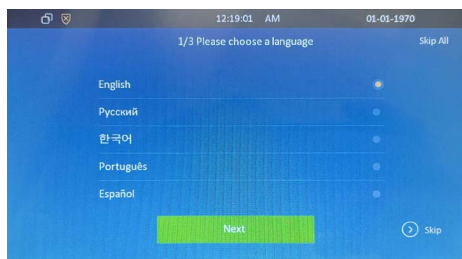 12:19:01 AM 01-01-1970
1/3 Please choose a language Skip All
English
Русский
한국어
Português
Español
Next
Skip